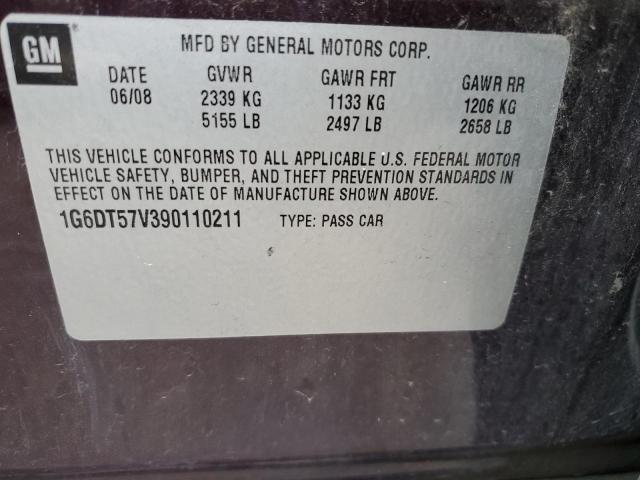 GM
MFD BY GENERAL MOTORS CORP.
DATE GVWR GAWR FRT GAWR RR
06/08 2339 KG 1133 KG 1206 KG
5155 LB 2497 LB 2658 LB
THIS VEHICLE CONFORMS TO ALL APPLICABLE U.S. FEDERAL MOTOR
VEHICLE SAFETY, BUMPER, AND THEFT PREVENTION STANDARDS IN
EFFECT ON THE DATE OF MANUFACTURE SHOWN ABOVE.
1G6DT57V390110211 TYPE: PASS CAR